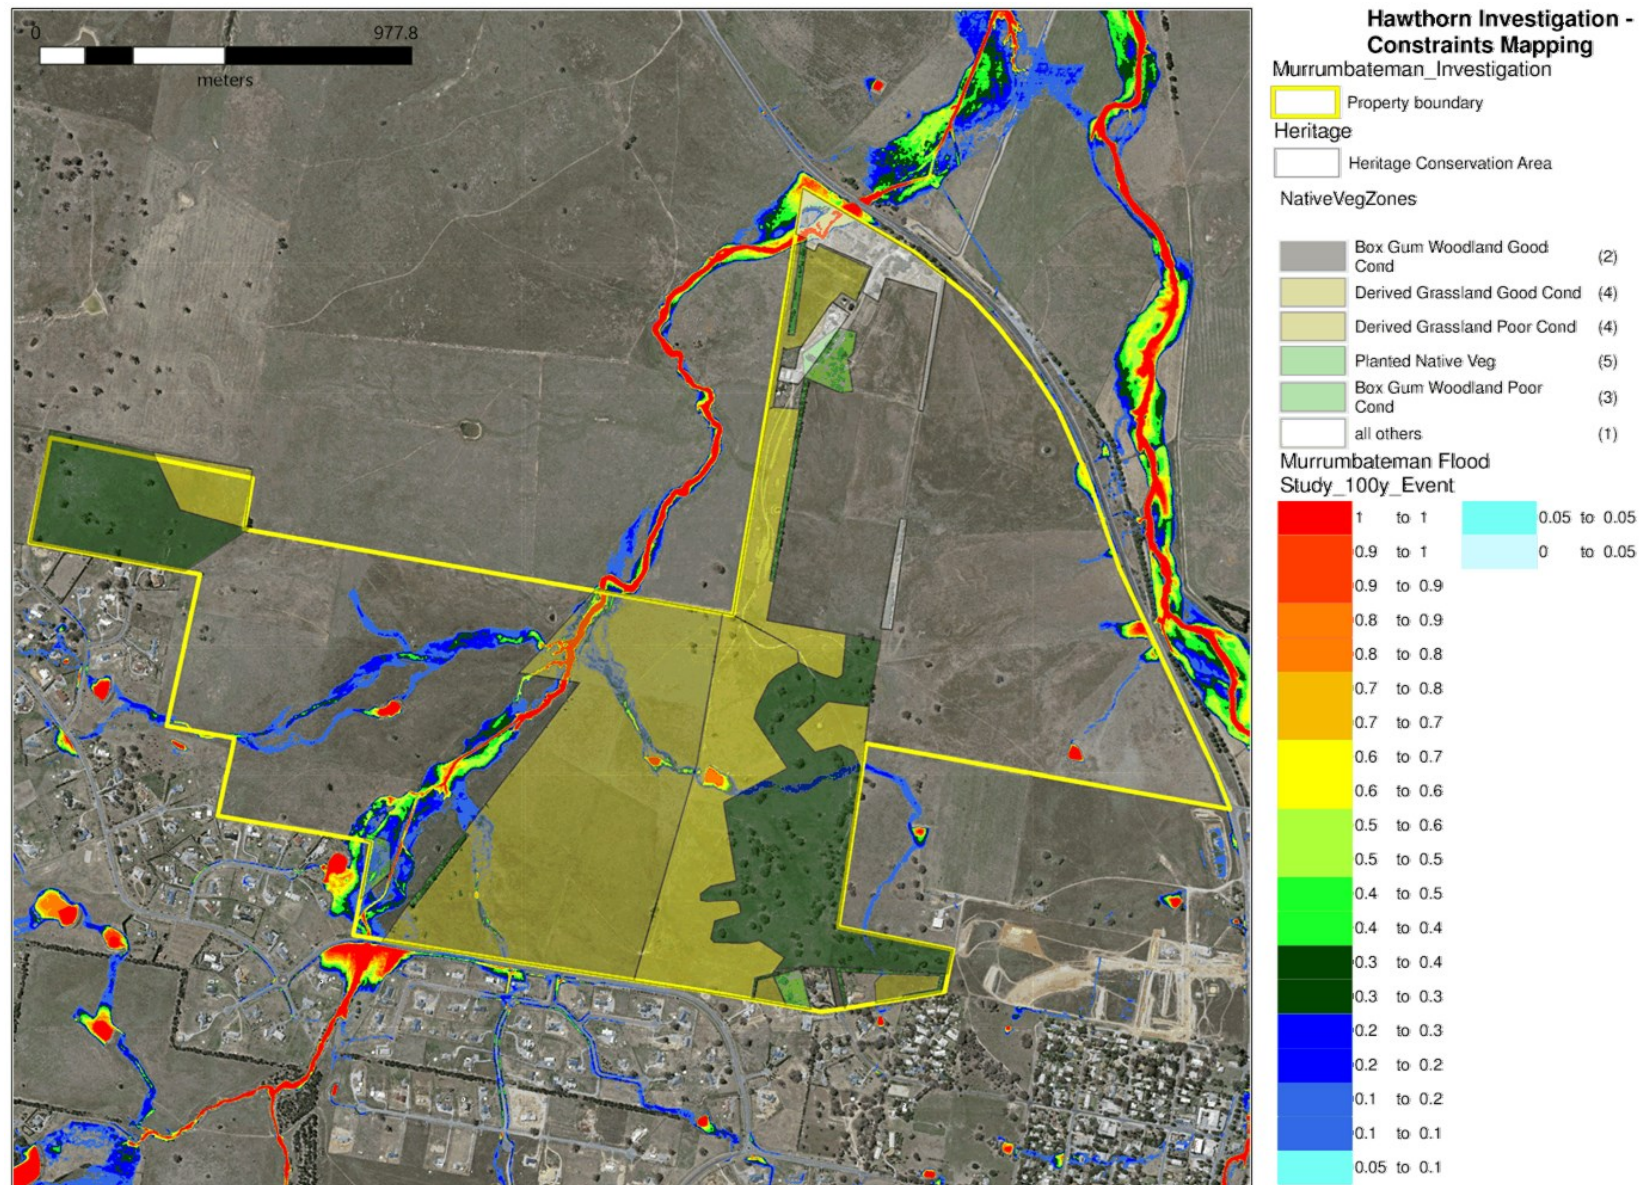 0 977.8
meters
Hawthorn Investigation -
Constraints Mapping
Murrumbateman_Investigation
Property boundary
Heritage
Heritage Conservation Area
NativeVegZones
Box Gum Woodland Good
Cond (2)
Derived Grassland Good Cond (4)
Derived Grassland Poor Cond (4)
Planted Native Veg (5)
Box Gum Woodland Poor
Cond (3)
all others (1)
Murrumbateman Flood
Study_100y_Event
1 to 1 0.05 to 0.05
0.9 to 1 0 to 0.05
0.9 to 0.9
0.8 to 0.9
0.8 to 0.8
0.7 to 0.8
0.7 to 0.7
0.6 to 0.7
0.6 to 0.6
0.5 to 0.6
0.5 to 0.5
0.4 to 0.5
0.4 to 0.4
0.3 to 0.4
0.3 to 0.3
0.2 to 0.3
0.2 to 0.2
0.1 to 0.2
0.1 to 0.1
0.05 to 0.1